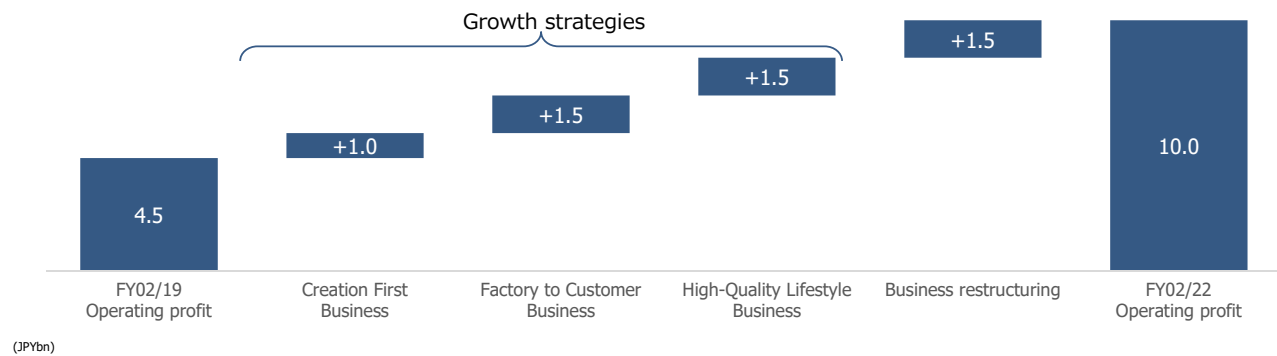 Growth strategies
4.5
+1.0
+1.5
+1.5
+1.5
10.0
FY02/19
Operating profit
Creation First
Business
Factory to Customer
Business
High-Quality Lifestyle
Business
Business restructuring
FY02/22
Operating profit
(JPYbn)